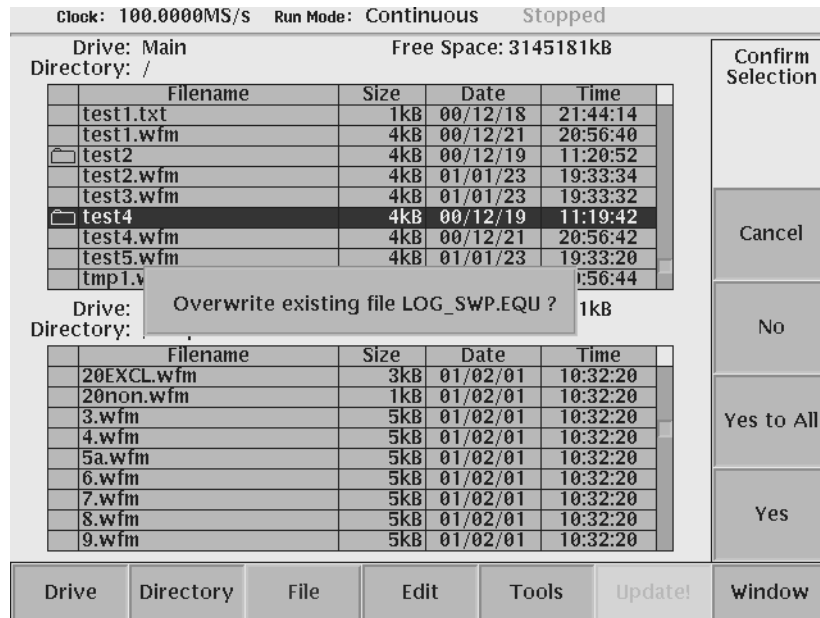 Clock: 100.0000MS/s Run Mode: Continuous Stopped
Drive: Main Free Space: 3145181kB
Directory: /
Filename Size Date Time
test1.txt 1kB 00/12/18 21:44:14
test1.wfm 4kB 00/12/21 20:56:40
test2 4kB 00/12/19 11:20:52
test2.wfm 4kB 01/01/23 19:33:34
test3.wfm 4kB 01/01/23 19:33:32
test4 4kB 00/12/19 11:19:42
test4.wfm 4kB 00/12/21 20:56:42
test5.wfm 4kB 01/01/23 19:33:20
Overwrite existing file LOG_SWP.EQU ?
Drive: 1kB
Directory:
Filename Size Date Time
20EXCL.wfm 3kB 01/02/01 10:32:20
20non.wfm 1kB 01/02/01 10:32:20
3.wfm 5kB 01/02/01 10:32:20
4.wfm 5kB 01/02/01 10:32:20
5a.wfm 5kB 01/02/01 10:32:20
6.wfm 5kB 01/02/01 10:32:20
7.wfm 5kB 01/02/01 10:32:20
8.wfm 5kB 01/02/01 10:32:20
9.wfm 5kB 01/02/01 10:32:20
Confirm
Selection
Cancel
No
Yes to All
Yes
Drive Directory File Edit Tools Update! Window